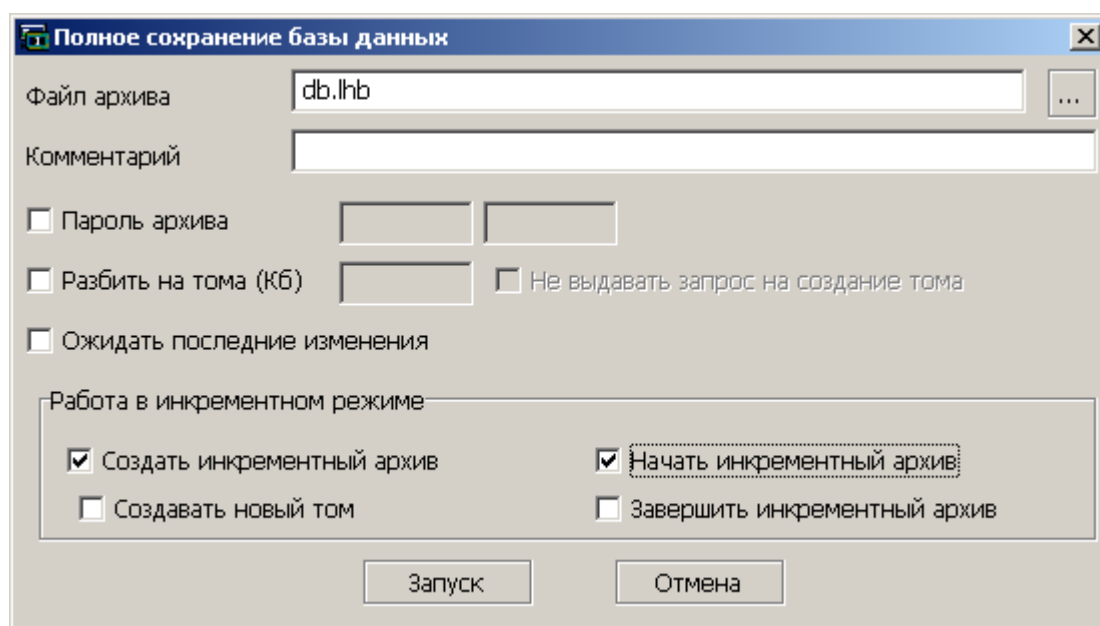 Полное сохранение базы данных
Файл архива db.lhb ...
Комментарий
Пароль архива
Разбить на тома (Кб) Не выдавать запрос на создание тома
Ожидать последние изменения
Работа в инкрементном режиме
Создать инкрементный архив Начать инкрементный архив
Создавать новый том Завершить инкрементный архив
Запуск Отмена